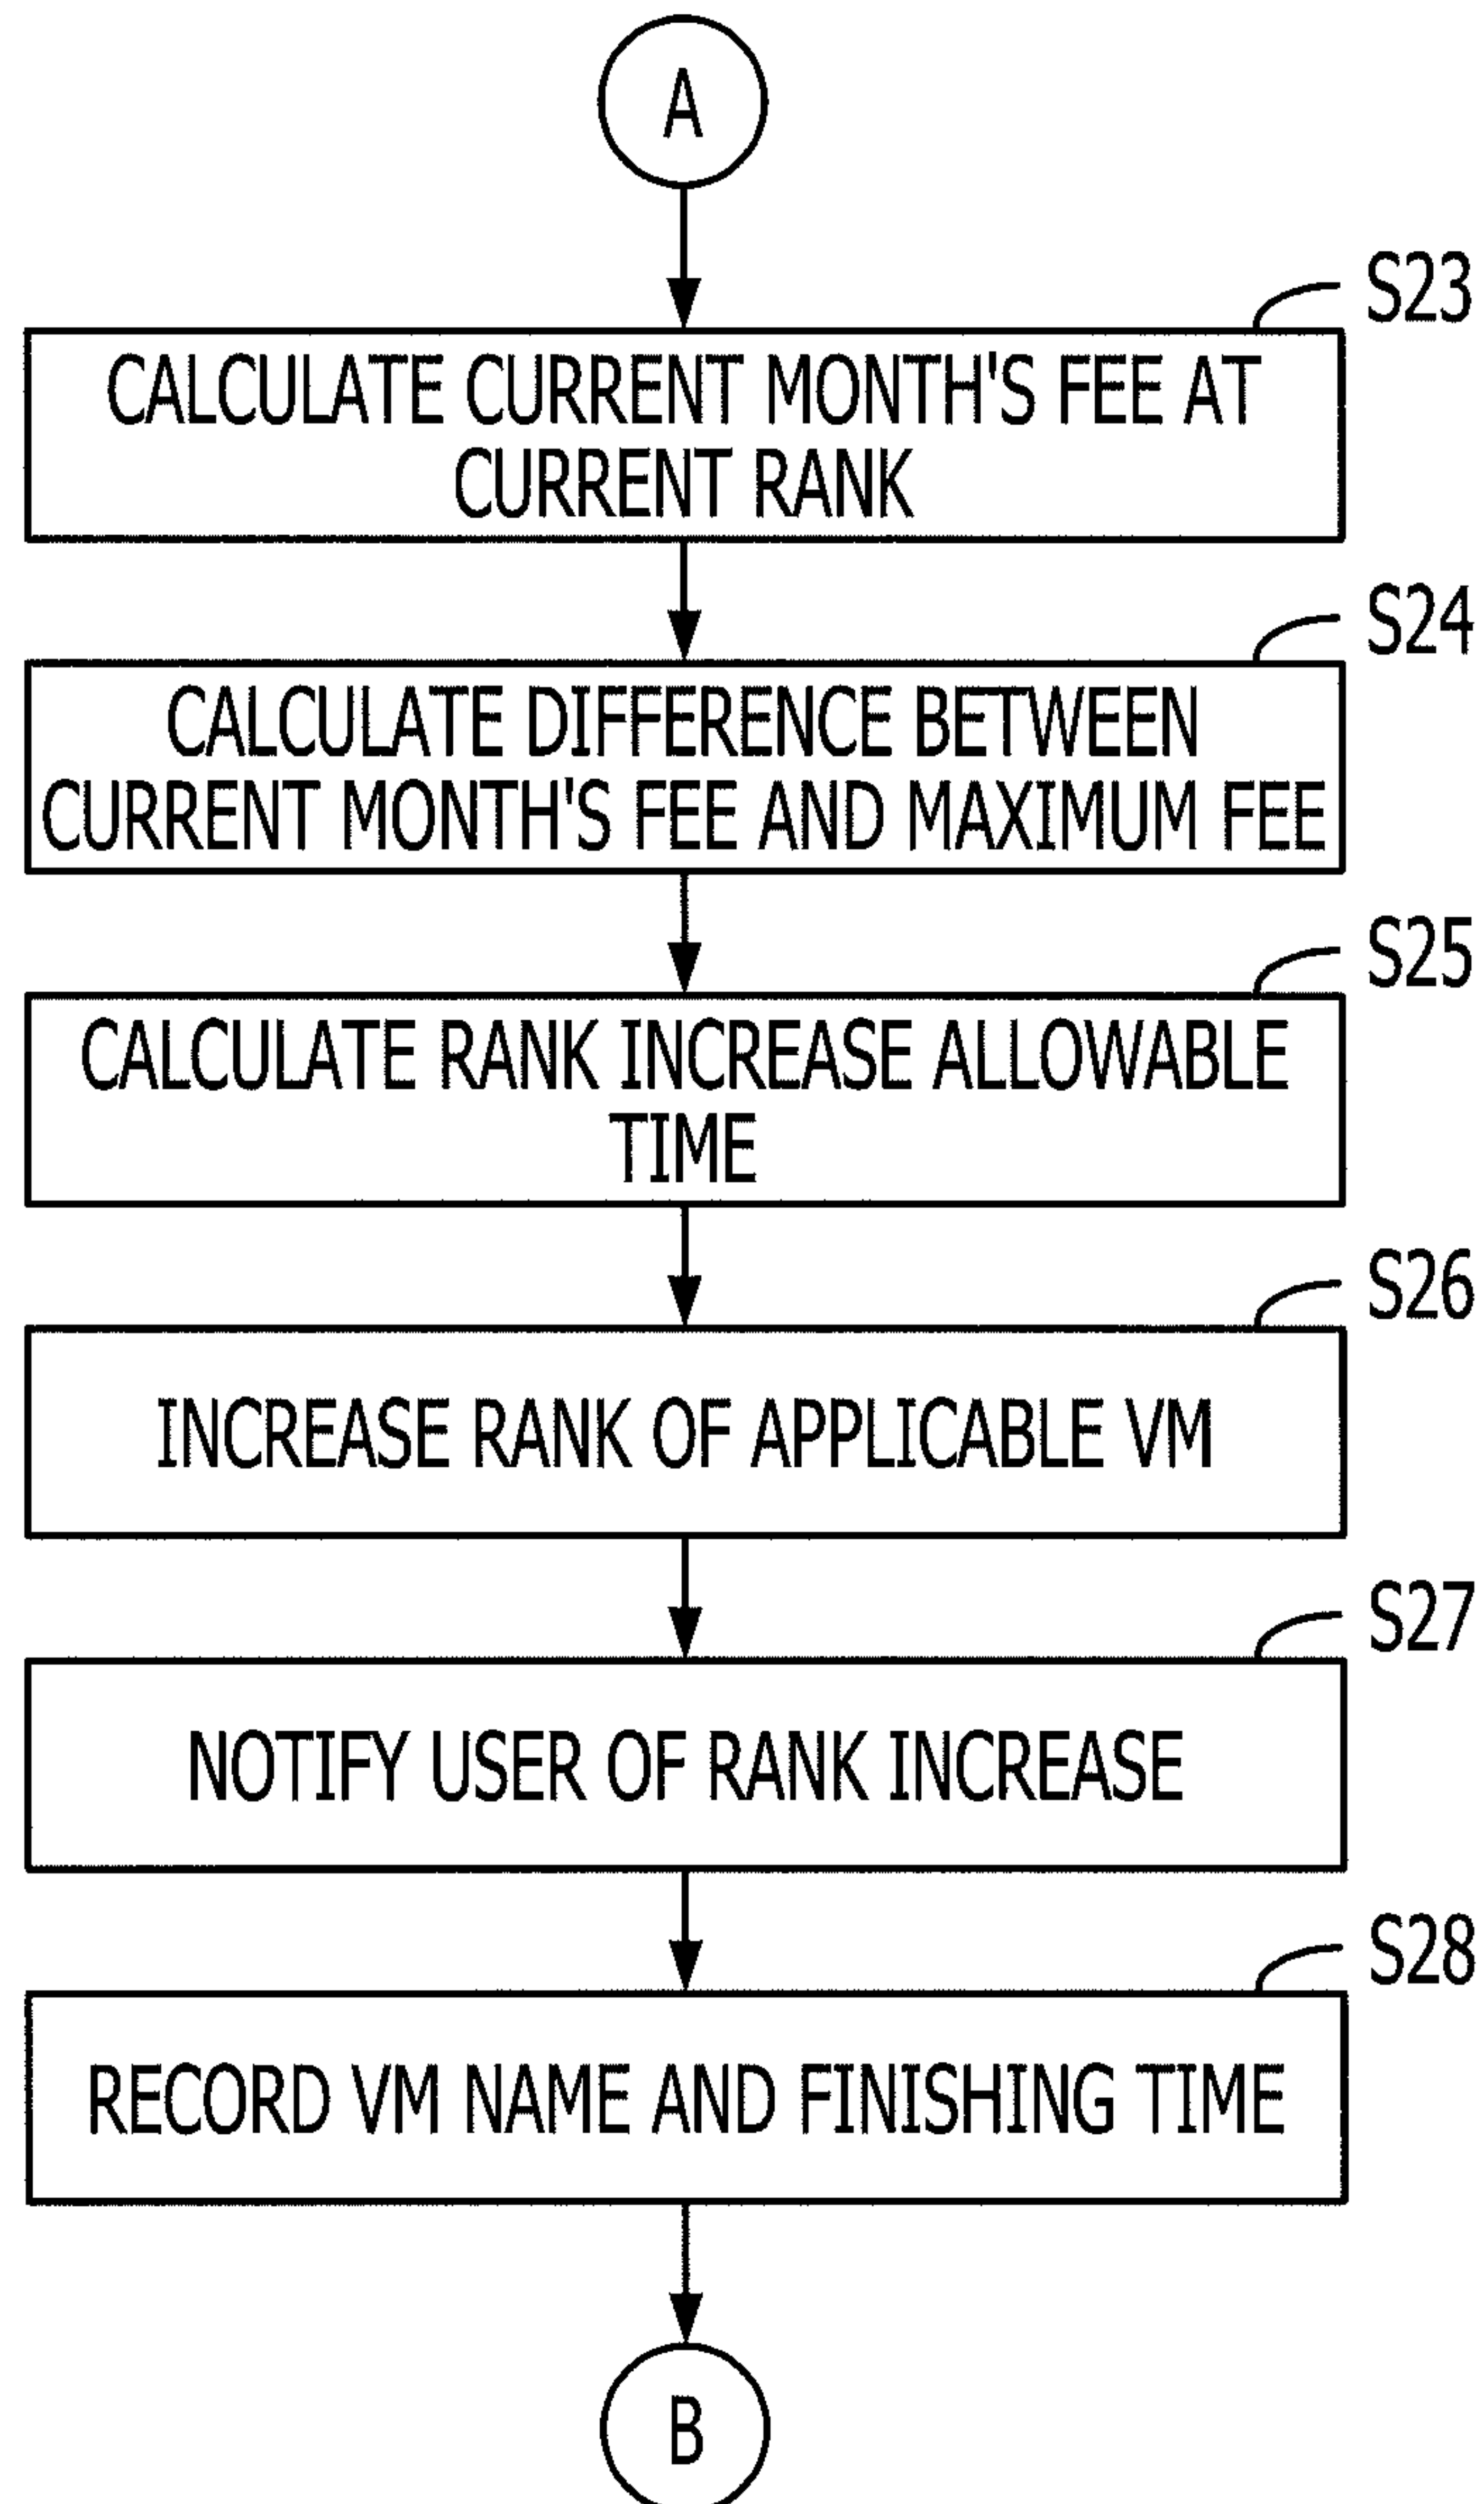 A
S23
CALCULATE CURRENT MONTH'S FEE AT
CURRENT RANK
S24
CALCULATE DIFFERENCE BETWEEN
CURRENT MONTH'S FEE AND MAXIMUM FEE
S25
CALCULATE RANK INCREASE ALLOWABLE
TIME
S26
INCREASE RANK OF APPLICABLE VM
S27
NOTIFY USER OF RANK INCREASE
S28
RECORD VM NAME AND FINISHING TIME
B